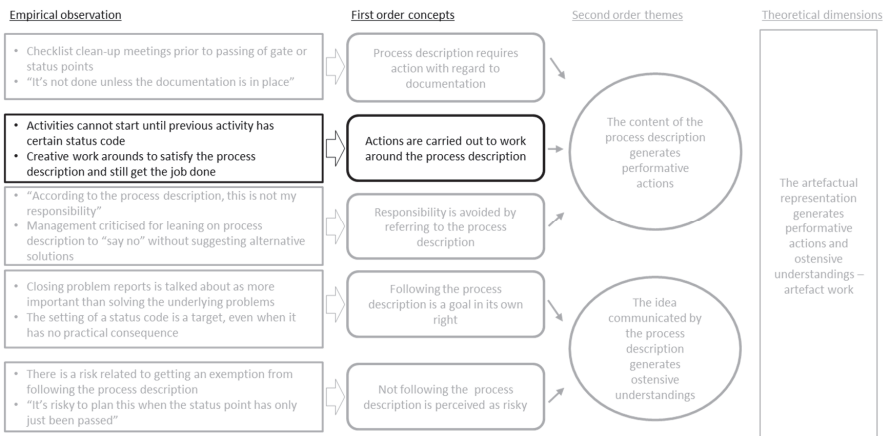 Empirical observation
First order concepts
Second order themes
Theoretical dimensions
• Checklist clean-up meetings prior to passing of gate or
status points
• "It's not done unless the documentation is in place"
Process description requires
action with regard to
documentation
• Activities cannot start until previous activity has
certain status code
• Creative work arounds to satisfy the process
description and still get the job done
Actions are carried out to work
around the process description
• "According to the process description, this is not my
responsibility"
• Management criticised for leaning on process
description to "say no" without suggesting alternative
solutions
Responsibility is avoided by
referring to the process
description
The content of the
process description
generates
performative
actions
• Closing problem reports is talked about as more
important than solving the underlying problems
• The setting of a status code is a target, even when it
has no practical consequence
Following the process
description is a goal in its own
right
• There is a risk related to getting an exemption from
following the process description
• "It's risky to plan this when the status point has only
just been passed"
Not following the process
description is perceived as risky
The idea
communicated by
the process
description
generates
ostensive
understandings
The artefactual
representation
generates
performative
actions and
ostensive
understandings –
artefact work